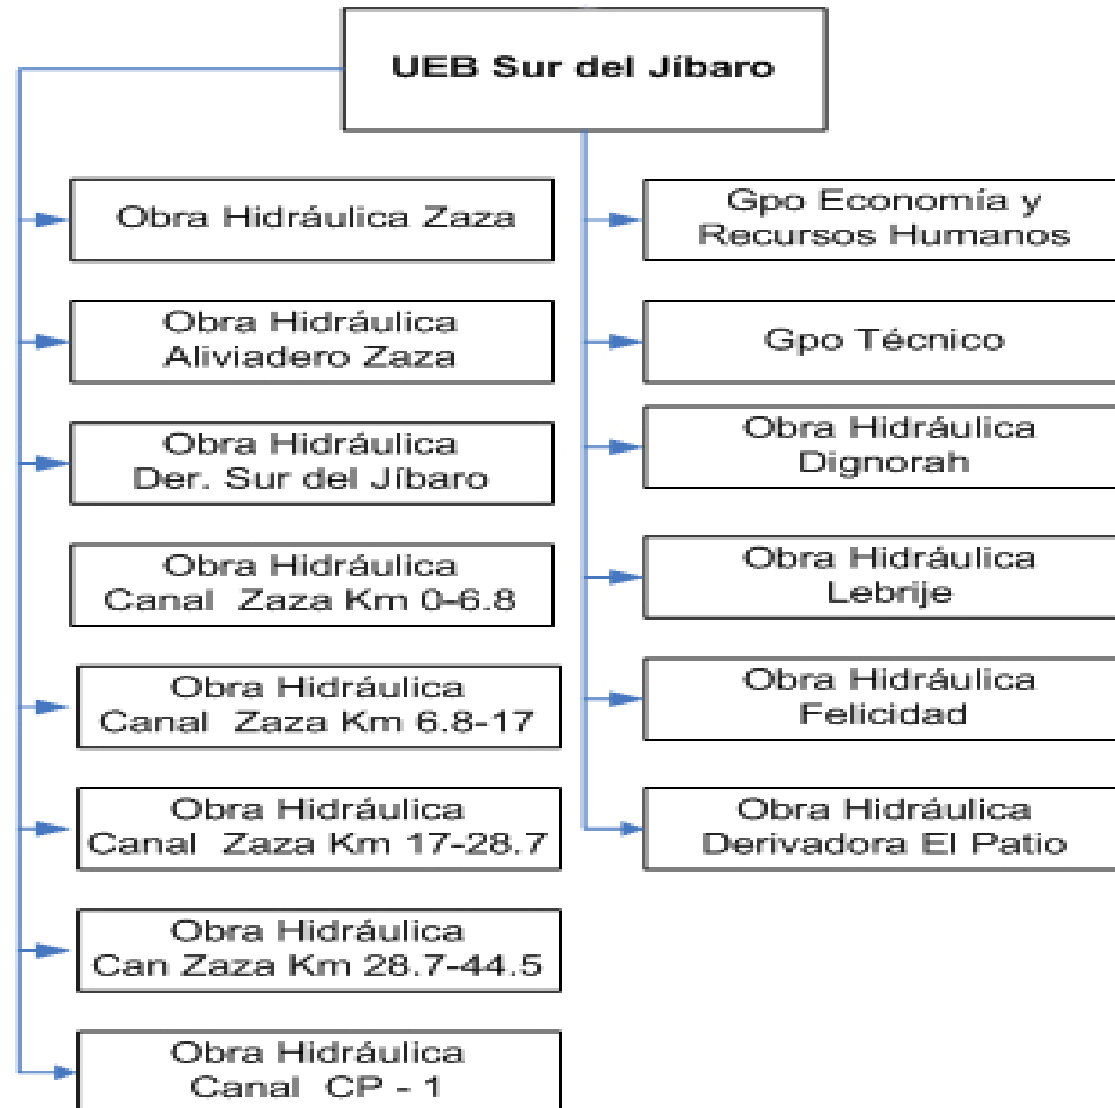 UEB Sur del Jíbaro
Obra Hidráulica Zaza
Obra Hidráulica
Aliviadero Zaza
Obra Hidráulica
Der. Sur del Jíbaro
Obra Hidráulica
Canal Zaza Km 0-6.8
Obra Hidráulica
Canal Zaza Km 6.8-17
Obra Hidráulica
Canal Zaza Km 17-28.7
Obra Hidráulica
Can Zaza Km 28.7-44.5
Obra Hidráulica
Canal CP - 1
Gpo Economía y
Recursos Humanos
Gpo Técnico
Obra Hidráulica
Dignorah
Obra Hidráulica
Lebrije
Obra Hidráulica
Felicidad
Obra Hidráulica
Derivadora El Patio